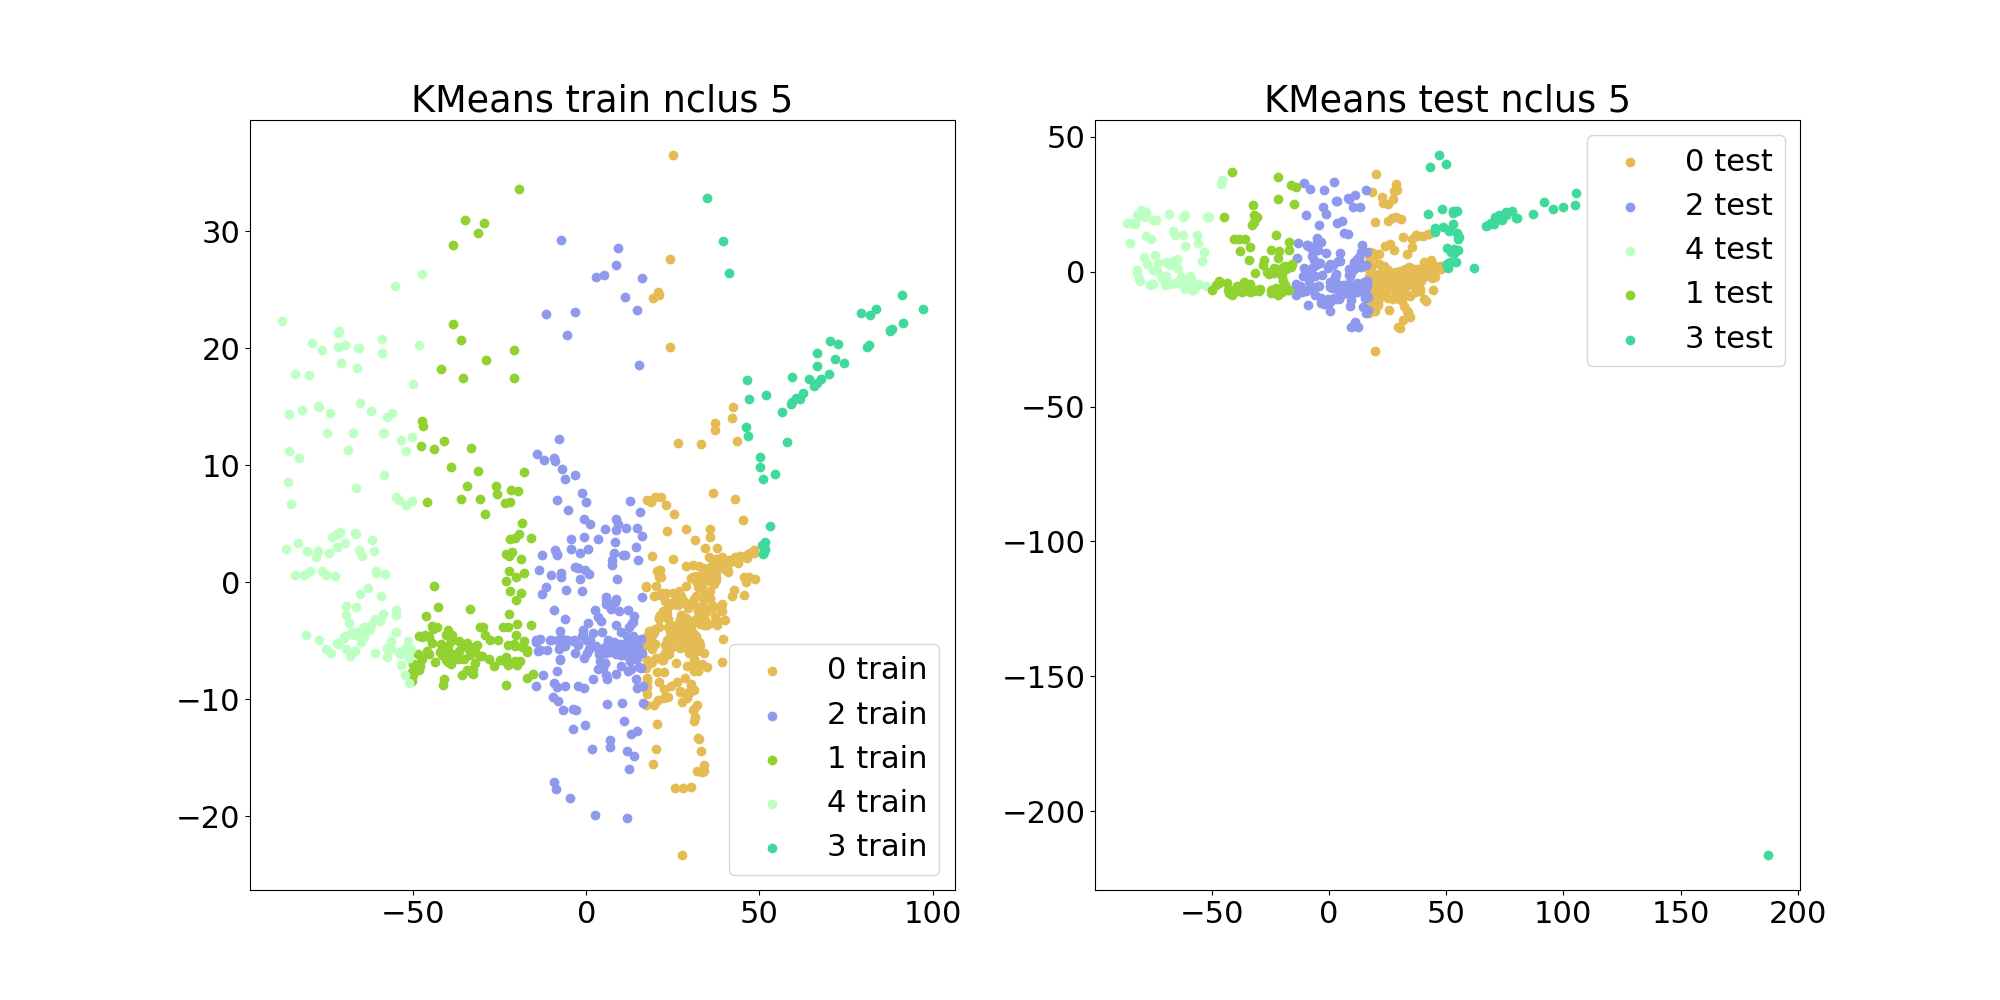 KMeans train nclus 5
30
20
10
0
−10
−20
−50
0
50
100
0 train
2 train
1 train
4 train
3 train
KMeans test nclus 5
50
0
−50
−100
−150
−200
−50
0
50
100
150
200
0 test
2 test
4 test
1 test
3 test